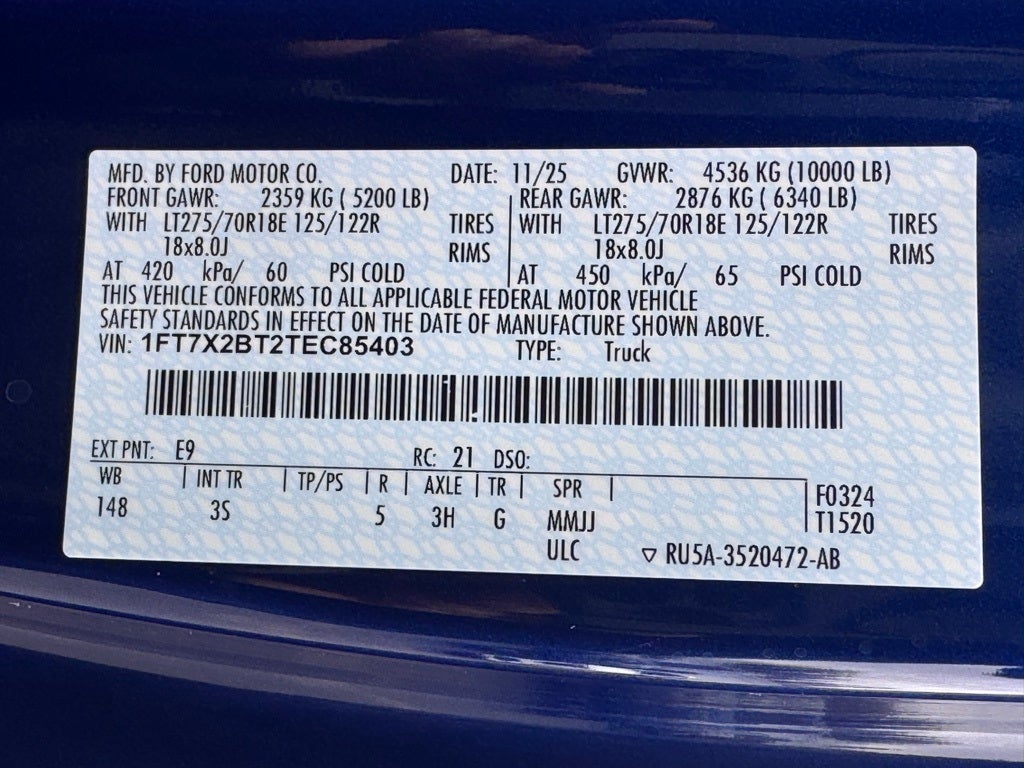 MFD. BY FORD MOTOR CO. DATE: 11/25 GVWR: 4536 KG (10000 LB)
FRONT GAWR: 2359 KG ( 5200 LB) REAR GAWR: 2876 KG ( 6340 LB)
WITH LT275/70R18E 125/122R TIRES WITH LT275/70R18E 125/122R TIRES
18x8.0J RIMS 18x8.0J RIMS
AT 420 kPa/ 60 PSI COLD AT 450 kPa/ 65 PSI COLD
THIS VEHICLE CONFORMS TO ALL APPLICABLE FEDERAL MOTOR VEHICLE
SAFETY STANDARDS IN EFFECT ON THE DATE OF MANUFACTURE SHOWN ABOVE.
VIN: 1FT7X2BT2TEC85403 TYPE: Truck
EXT PNT: E9 RC: 21 DSO:
WB | INT TR | TP/PS | R | AXLE | TR | SPR | F0324
148 3S 5 3H G MMJJ T1520
ULC ▽ RU5A-3520472-AB